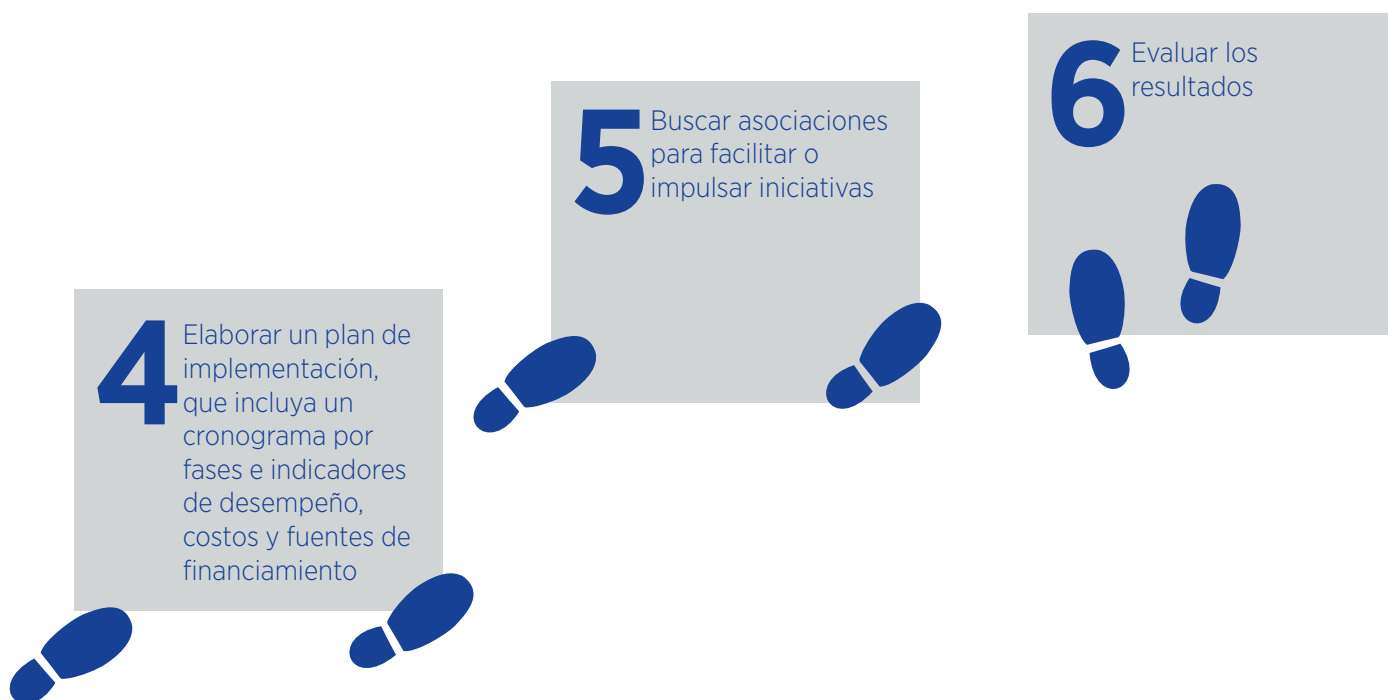 4
Elaborar un plan de
implementación,
que incluya un
cronograma por
fases e indicadores
de desempeño,
costos y fuentes de
financiamiento
5
Buscar asociaciones
para facilitar o
impulsar iniciativas
6
Evaluar los
resultados